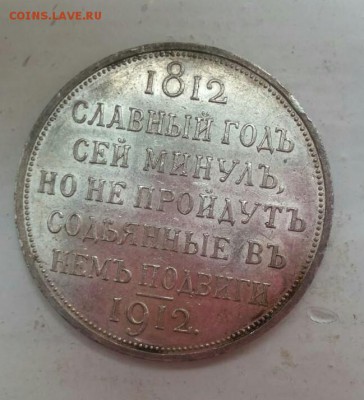 COINS.LAVE.RU
1812
СЛАВНЫЙ ГОДЪ
СЕЙ МИНУЛЪ,
НО НЕ ПРОЙДУТЪ
СОДѢЯННЫЕ ВЪ
НЕМЪ ПОДВИГИ
1912.